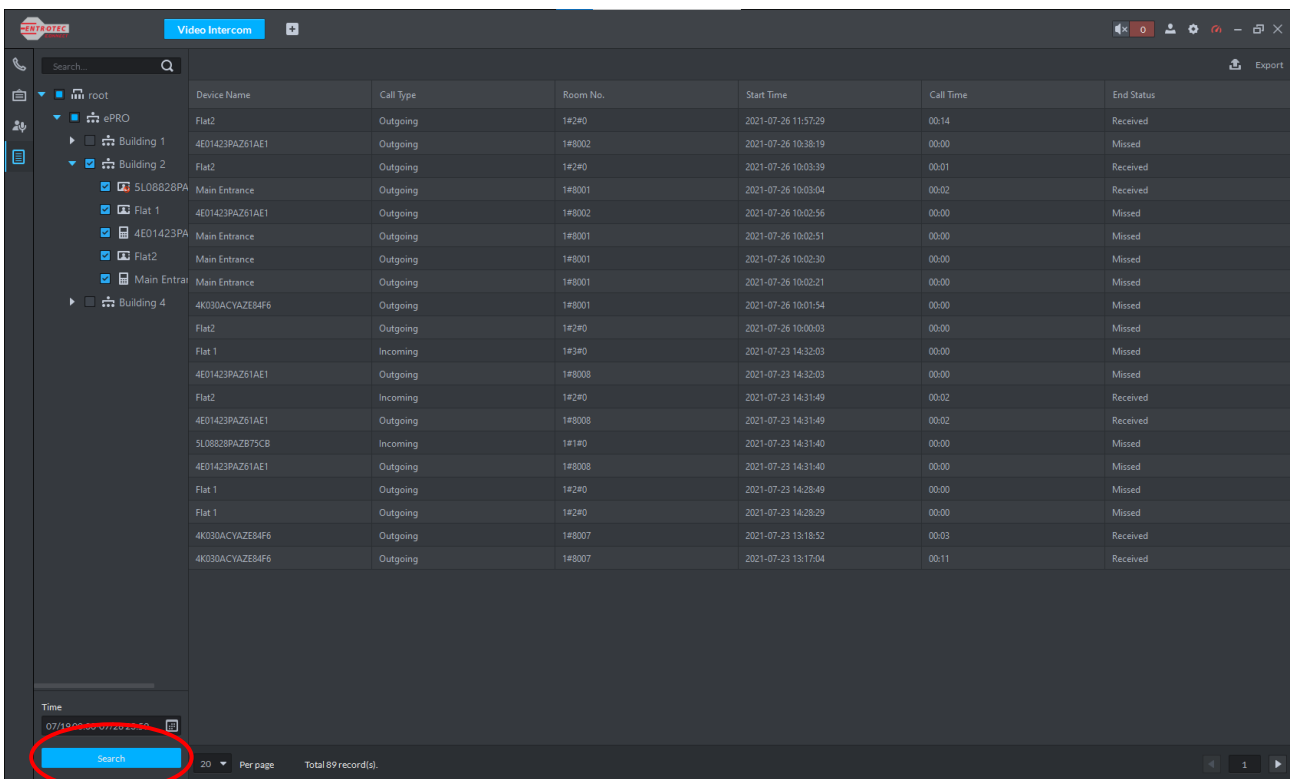 ENTROTEC
Video Intercom
0
Search...
Export
root
ePRO
Building 1
Building 2
5L08828PA
Flat 1
4E01423PA
Flat2
Main Entrar
Building 4
Device Name Call Type Room No. Start Time Call Time End Status
Flat2 Outgoing 1#2#0 2021-07-26 11:57:29 00:14 Received
4E01423PAZ61AE1 Outgoing 1#8002 2021-07-26 10:38:19 00:00 Missed
Flat2 Outgoing 1#2#0 2021-07-26 10:03:39 00:01 Received
Main Entrance Outgoing 1#8001 2021-07-26 10:03:04 00:02 Received
4E01423PAZ61AE1 Outgoing 1#8002 2021-07-26 10:02:56 00:00 Missed
Main Entrance Outgoing 1#8001 2021-07-26 10:02:51 00:00 Missed
Main Entrance Outgoing 1#8001 2021-07-26 10:02:30 00:00 Missed
Main Entrance Outgoing 1#8001 2021-07-26 10:02:21 00:00 Missed
4K030ACYAZE84F6 Outgoing 1#8001 2021-07-26 10:01:54 00:00 Missed
Flat2 Outgoing 1#2#0 2021-07-26 10:00:03 00:00 Missed
Flat 1 Incoming 1#3#0 2021-07-23 14:32:03 00:00 Missed
4E01423PAZ61AE1 Outgoing 1#8008 2021-07-23 14:32:03 00:00 Missed
Flat2 Incoming 1#2#0 2021-07-23 14:31:49 00:02 Received
4E01423PAZ61AE1 Outgoing 1#8008 2021-07-23 14:31:49 00:02 Received
5L08828PAZB75CB Incoming 1#1#0 2021-07-23 14:31:40 00:00 Missed
4E01423PAZ61AE1 Outgoing 1#8008 2021-07-23 14:31:40 00:00 Missed
Flat 1 Outgoing 1#2#0 2021-07-23 14:28:49 00:00 Missed
Flat 1 Outgoing 1#2#0 2021-07-23 14:28:29 00:00 Missed
4K030ACYAZE84F6 Outgoing 1#8007 2021-07-23 13:18:52 00:03 Received
4K030ACYAZE84F6 Outgoing 1#8007 2021-07-23 13:17:04 00:11 Received
Time
Search
20 Per page Total 89 record(s).
1